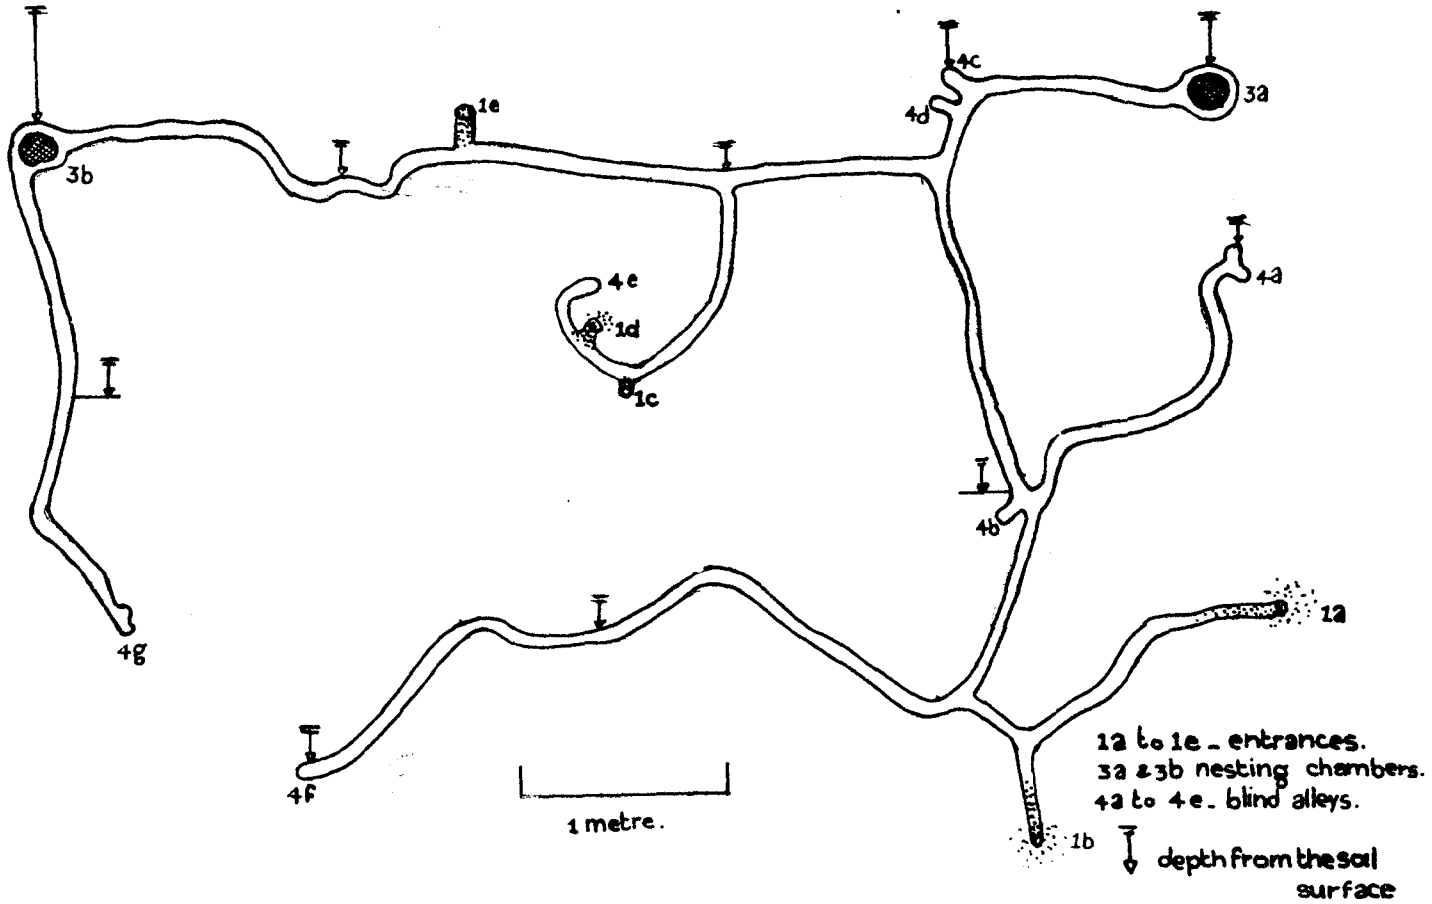 4c
1e
3a
4d
3b
4a
4e
1d
1c
4b
1a
4g
4f
1 metre.
1b
1a to 1e - entrances.
3a & 3b nesting chambers.
4a to 4e - blind alleys.
depth from the soil
surface